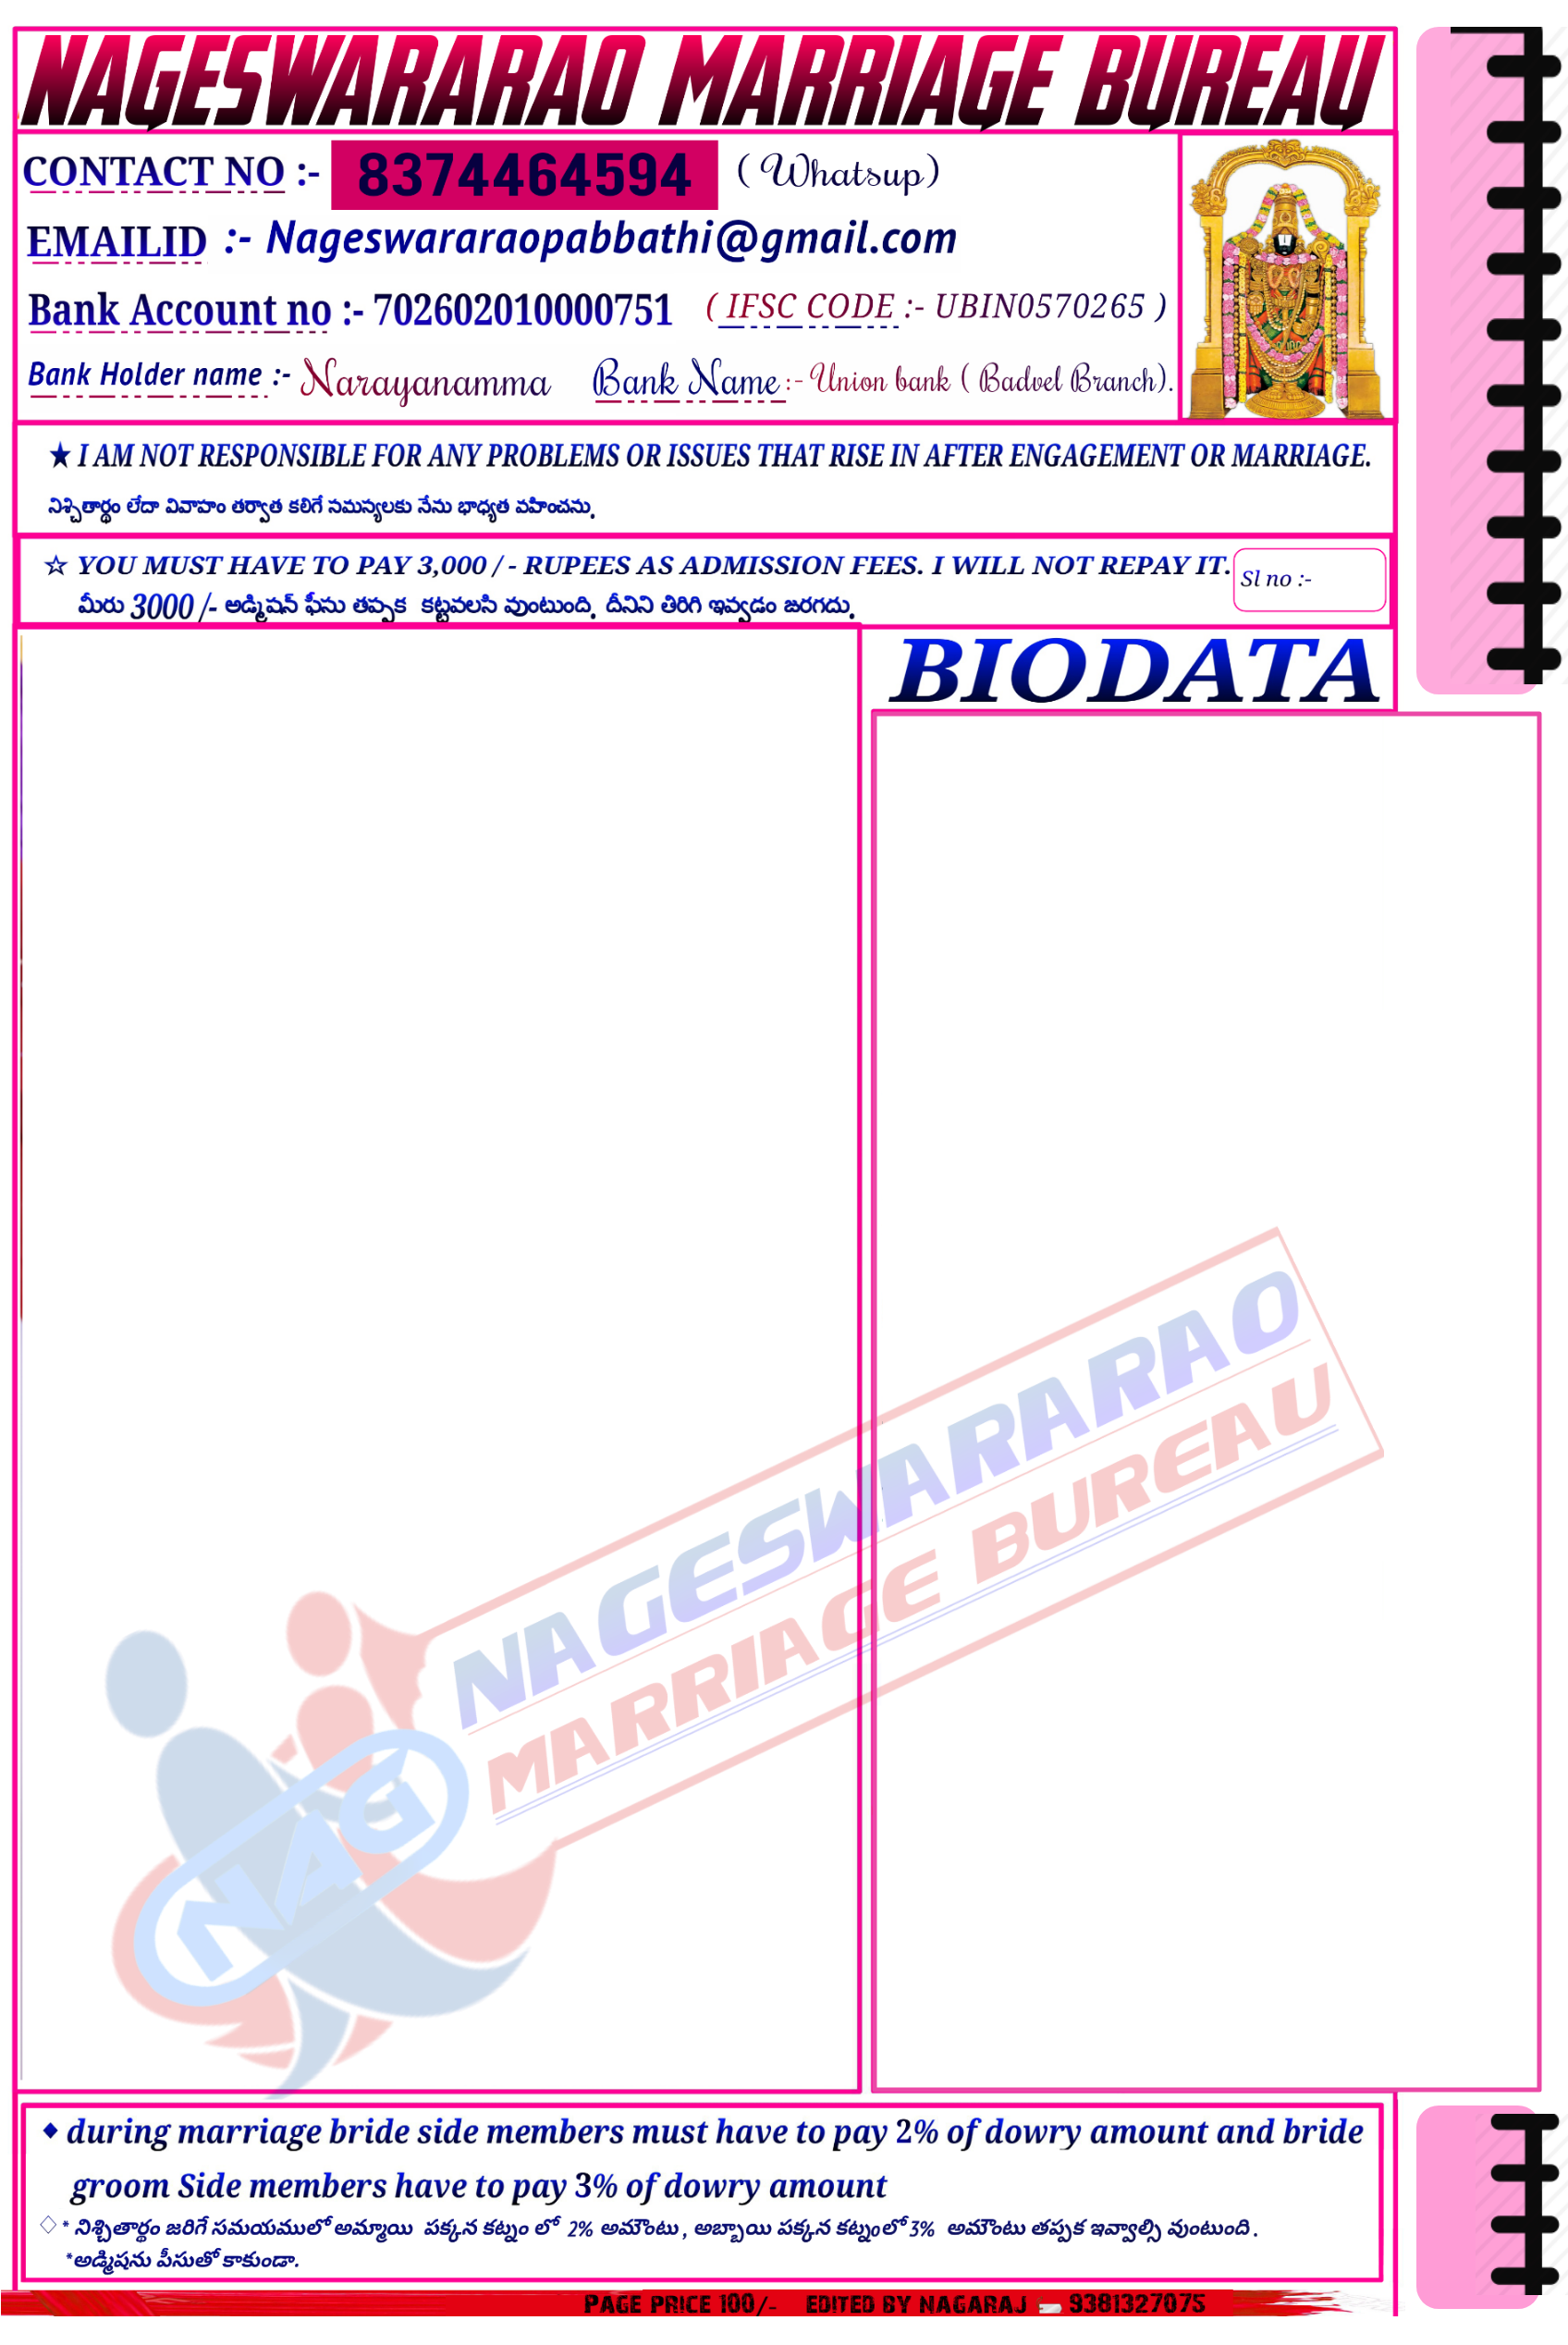 NAGESWARARAO MARRIAGE BUREAU
CONTACT NO :- 8374464594 ( Whatsup)
EMAILID :- Nageswararaopabbathi@gmail.com
Bank Account no :- 702602010000751 ( IFSC CODE :- UBIN0570265 )
Bank Holder name :- Narayanamma Bank Name :- Union bank ( Badvel Branch).
★ I AM NOT RESPONSIBLE FOR ANY PROBLEMS OR ISSUES THAT RISE IN AFTER ENGAGEMENT OR MARRIAGE.
నిశ్చితార్థం లేదా వివాహం తర్వాత కలిగే సమస్యలకు నేను భాధ్యత వహించను.
☆ YOU MUST HAVE TO PAY 3,000 / - RUPEES AS ADMISSION FEES. I WILL NOT REPAY IT.
Sl no :-
మీరు 3000 /- అడ్మిషన్ ఫీసు తప్పక కట్టవలసి వుంటుంది. దీనిని తిరిగి ఇవ్వడం జరగదు.
BIODATA
NAGESWARARAO
MARRIAGE BUREAU
NAG
◆ during marriage bride side members must have to pay 2% of dowry amount and bride
groom Side members have to pay 3% of dowry amount
◇ * నిశ్చితార్థం జరిగే సమయములో అమ్మాయి పక్కన కట్నం లో 2% అమౌంటు , అబ్బాయి పక్కన కట్నంలో 3% అమౌంటు తప్పక ఇవ్వాల్సి వుంటుంది .
*అడ్మిషను పీసుతో కాకుండా.
PAGE PRICE 100/- EDITED BY NAGARAJ 9381327075